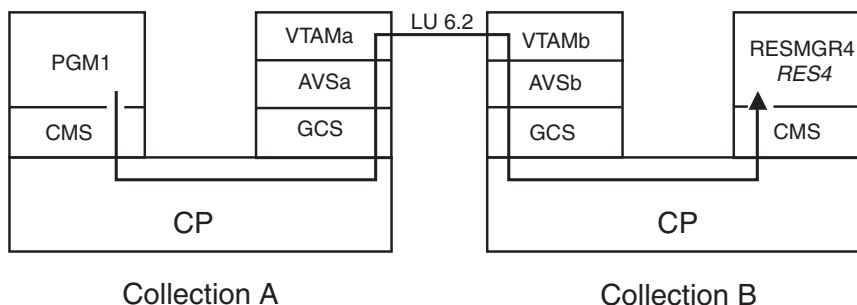 LU 6.2
VTAMa
VTAMb
PGM1
RESMGR4
RES4
AVSa
AVSb
CMS
GCS
GCS
CMS
CP
CP
Collection A
Collection B